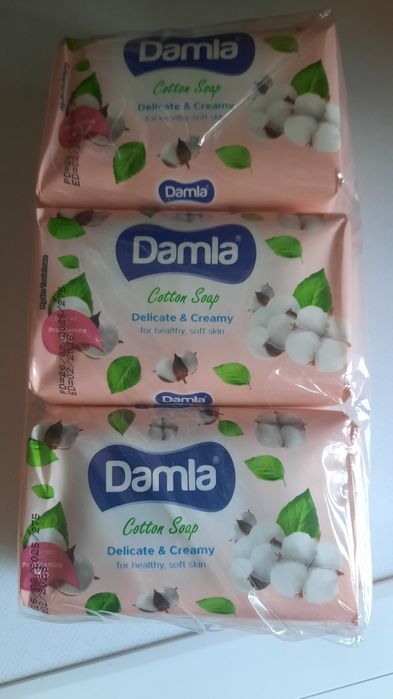 Damla®
Cotton Soap
Delicate & Creamy
for healthy, soft skin
Damla®
Damla®
Cotton Soap
Delicate & Creamy
for healthy, soft skin
Damla®
Damla®
Cotton Soap
Delicate & Creamy
for healthy, soft skin